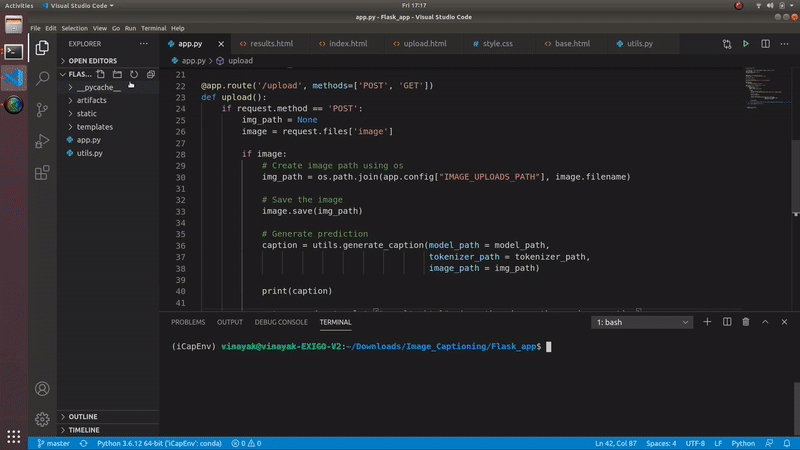 Activities
Visual Studio Code
Fri 17:17
app.py - Flask_app - Visual Studio Code
File Edit Selection View Go Run Terminal Help
EXPLORER
app.py
results.html
index.html
upload.html
style.css
base.html
utils.py
OPEN EDITORS
app.py > upload
FLAS...
__pycache__
artifacts
static
templates
app.py
utils.py
21
22 @app.route('/upload', methods=['POST', 'GET'])
23 def upload():
24 if request.method == 'POST':
25 img_path = None
26 image = request.files['image']
27
28 if image:
29 # Create image path using os
30 img_path = os.path.join(app.config["IMAGE_UPLOADS_PATH"], image.filename)
31
32 # Save the image
33 image.save(img_path)
34
35 # Generate prediction
36 caption = utils.generate_caption(model_path = model_path,
37 tokenizer_path = tokenizer_path,
38 image_path = img_path)
39
40 print(caption)
41
PROBLEMS OUTPUT DEBUG CONSOLE TERMINAL
1: bash
(iCapEnv) vinayak@vinayak-EXIGO-V2:~/Downloads/Image_Captioning/Flask_app$
OUTLINE
TIMELINE
master
Python 3.6.12 64-bit ('iCapEnv': conda)
0 0
Ln 42, Col 87
Spaces: 4
UTF-8
LF
Python